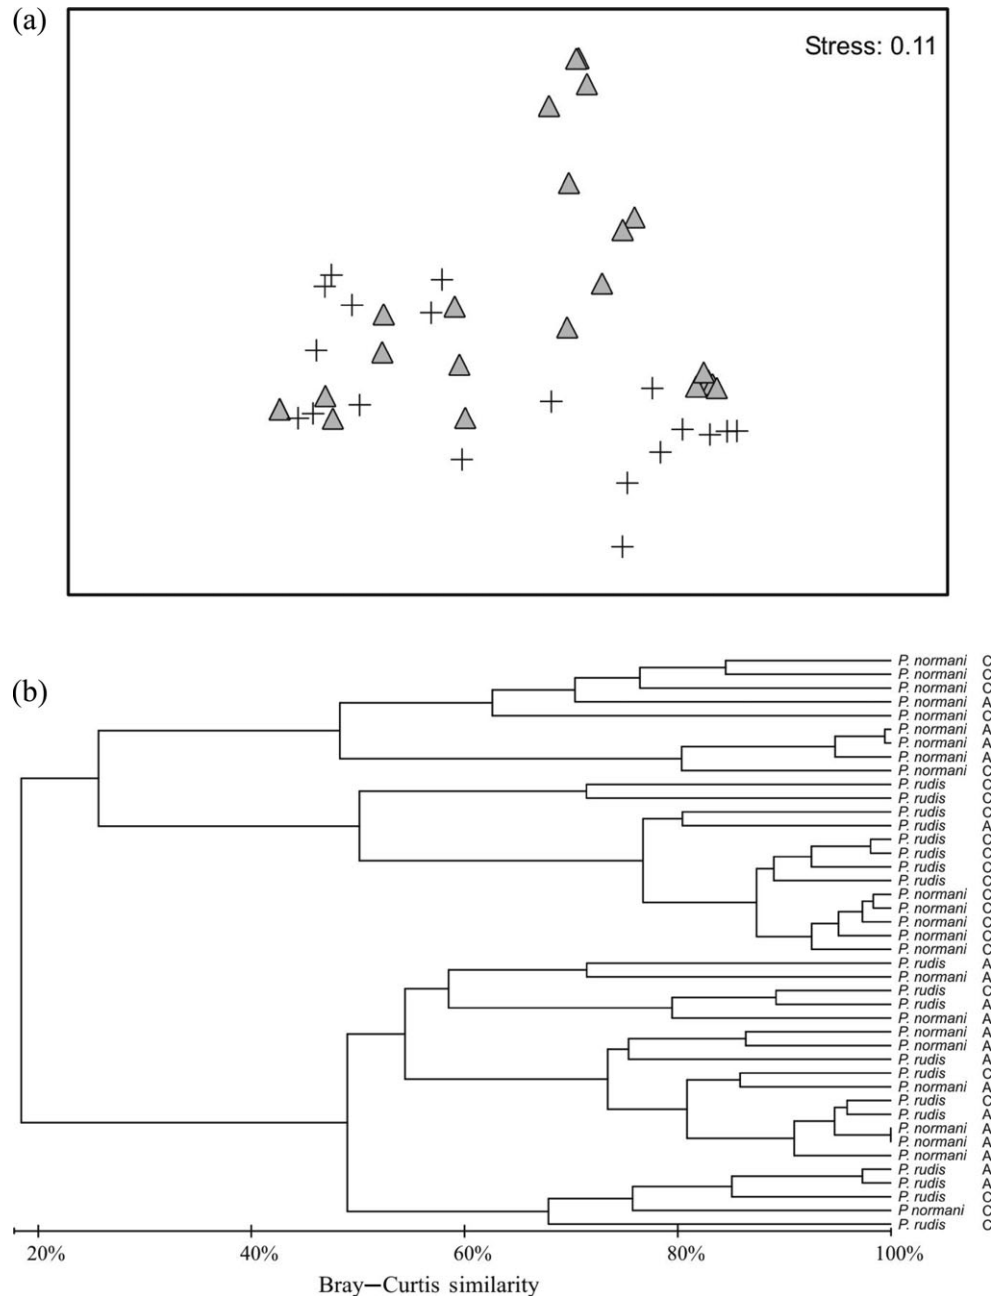 (a)
Stress: 0.11
(b)
P. normani C
P. normani C
P. normani C
P. normani A
P. normani C
P. normani A
P. normani A
P. normani A
P. normani C
P. rudis C
P. rudis C
P. rudis C
P. rudis A
P. rudis C
P. rudis C
P. rudis C
P. rudis C
P. normani C
P. normani C
P. normani C
P. normani C
P. normani C
P. rudis A
P. normani A
P. rudis C
P. rudis A
P. normani A
P. normani A
P. normani A
P. rudis A
P. rudis C
P. normani A
P. rudis C
P. rudis A
P. normani A
P. normani A
P. normani A
P. rudis A
P. rudis A
P. rudis C
P normani C
P. rudis C
20% 40% 60% 80% 100%
Bray–Curtis similarity